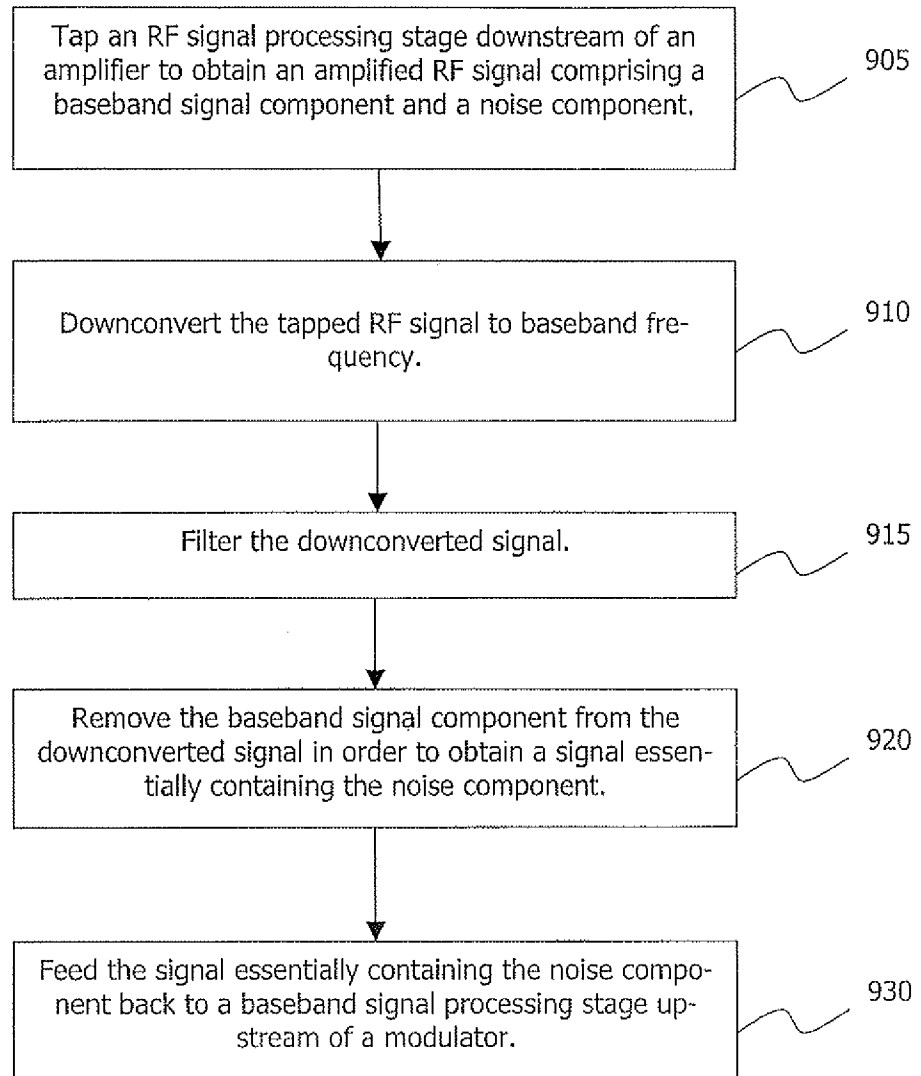 Tap an RF signal processing stage downstream of an
amplifier to obtain an amplified RF signal comprising a
baseband signal component and a noise component.
905
Downconvert the tapped RF signal to baseband fre-
quency.
910
Filter the downconverted signal.
915
Remove the baseband signal component from the
downconverted signal in order to obtain a signal essen-
tially containing the noise component.
920
Feed the signal essentially containing the noise compo-
nent back to a baseband signal processing stage up-
stream of a modulator.
930